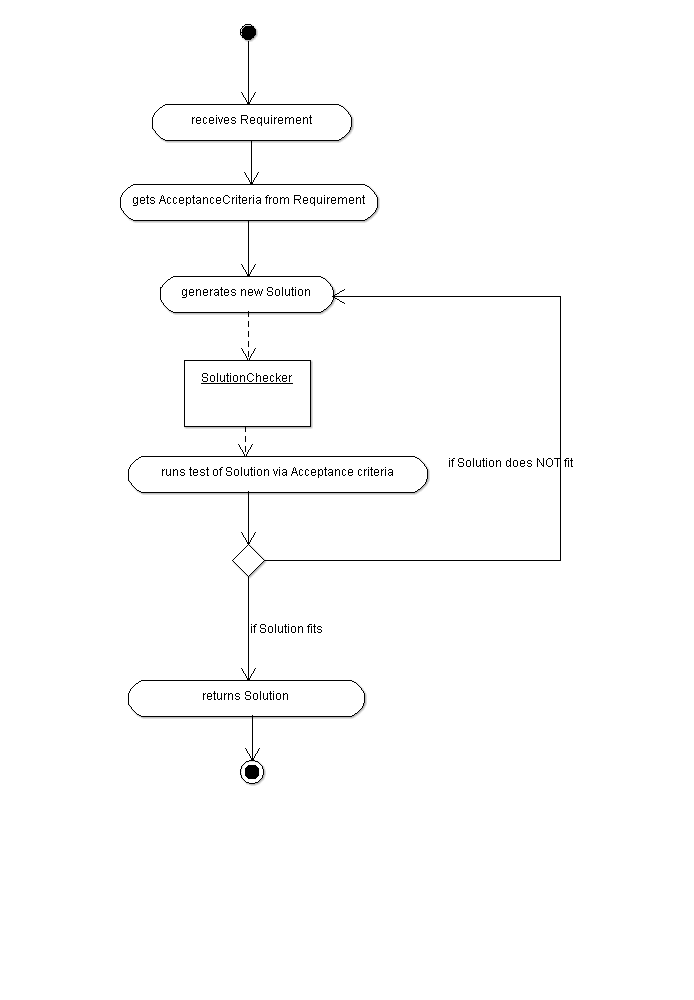 receives Requirement
gets AcceptanceCriteria from Requirement
generates new Solution
SolutionChecker
runs test of Solution via Acceptance criteria
if Solution does NOT fit
if Solution fits
returns Solution